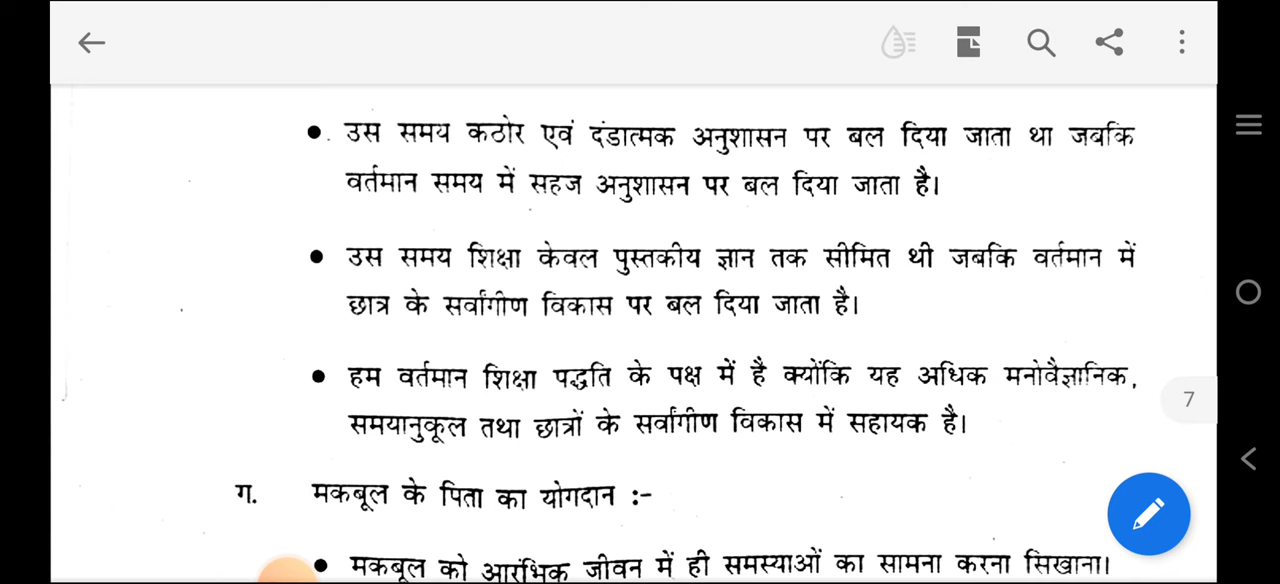 • उस समय कठोर एवं दंडात्मक अनुशासन पर बल दिया जाता था जबकि
वर्तमान समय में सहज अनुशासन पर बल दिया जाता है।
• उस समय शिक्षा केवल पुस्तकीय ज्ञान तक सीमित थी जबकि वर्तमान में
छात्र के सर्वांगीण विकास पर बल दिया जाता है।
• हम वर्तमान शिक्षा पद्धति के पक्ष में है क्योंकि यह अधिक मनोवैज्ञानिक,
7
समयानुकूल तथा छात्रों के सर्वांगीण विकास में सहायक है।
ग. मकबूल के पिता का योगदान :-
• मकबूल को आरंभिक जीवन में ही समस्याओं का सामना करना सिखाना।